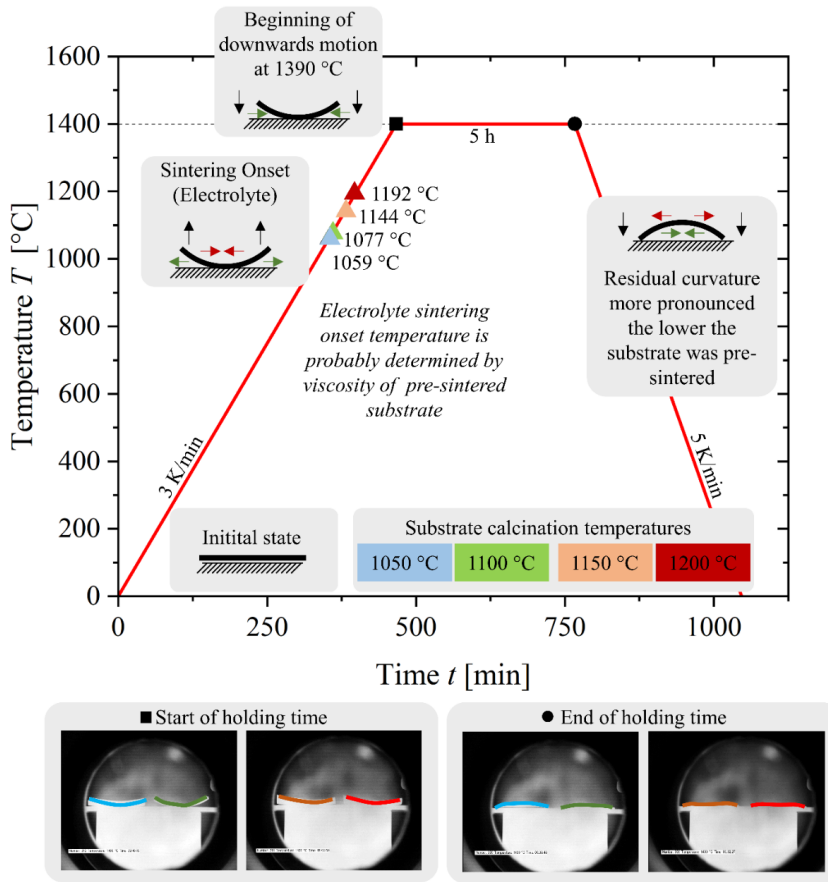 Beginning of
downwards motion
at 1390 °C
1600
1400
1200
1000
800
600
400
200
0
Temperature T [°C]
5 h
Sintering Onset
(Electrolyte)
1192 °C
1144 °C
1077 °C
1059 °C
Electrolyte sintering
onset temperature is
probably determined by
viscosity of pre-sintered
substrate
Residual curvature
more pronounced
the lower the
substrate was pre-
sintered
3 K/min
5 K/min
Initital state
Substrate calcination temperatures
1050 °C
1100 °C
1150 °C
1200 °C
0
250
500
750
1000
Time t [min]
Start of holding time
End of holding time